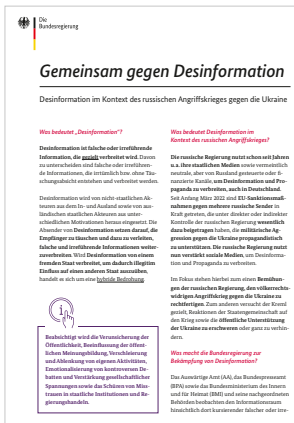 Die
Bundesregierung
Gemeinsam gegen Desinformation
Desinformation im Kontext des russischen Angriffskrieges gegen die Ukraine
Was bedeutet „Desinformation"?
Desinformation ist falsche oder irreführende
Information, die gezielt verbreitet wird. Davon
zu unterscheiden sind falsche oder irreführen-
de Informationen, die irrtümlich bzw. ohne Täu-
schungsabsicht entstehen und verbreitet werden.
Desinformation wird von nicht-staatlichen Ak-
teuren aus dem In- und Ausland sowie von aus-
ländischen staatlichen Akteuren aus unter-
schiedlichen Motivationen heraus eingesetzt. Die
Absender von Desinformation setzen darauf, die
Empfänger zu täuschen und dazu zu verleiten,
falsche und irreführende Informationen weiter-
zuverbreiten. Wird Desinformation von einem
fremden Staat verbreitet, um dadurch illegitim
Einfluss auf einen anderen Staat auszuüben,
handelt es sich um eine hybride Bedrohung.
Beabsichtigt wird die Verunsicherung der
Öffentlichkeit, Beeinflussung der öffent-
lichen Meinungsbildung, Verschleierung
und Ablenkung von eigenen Aktivitäten,
Emotionalisierung von kontroversen De-
batten und Verstärkung gesellschaftlicher
Spannungen sowie das Schüren von Miss-
trauen in staatliche Institutionen und Re-
gierungshandeln.
Was bedeutet Desinformation im
Kontext des russischen Angriffskrieges?
Die russische Regierung nutzt schon seit Jahren
u.a. ihre staatlichen Medien sowie vermeintlich
neutrale, aber von Russland gesteuerte oder fi-
nanzierte Kanäle, um Desinformation und Pro-
paganda zu verbreiten, auch in Deutschland.
Seit Anfang März 2022 sind EU-Sanktionsmaß-
nahmen gegen mehrere russische Sender in
Kraft getreten, die unter direkter oder indirekter
Kontrolle der russischen Regierung wesentlich
dazu beigetragen haben, die militärische Ag-
gression gegen die Ukraine propagandistisch
zu unterstützen. Die russische Regierung nutzt
nun verstärkt soziale Medien, um Desinforma-
tion und Propaganda zu verbreiten.
Im Fokus stehen hierbei zum einen Bemühun-
gen der russischen Regierung, den völkerrechts-
widrigen Angriffskrieg gegen die Ukraine zu
rechtfertigen. Zum anderen versucht der Kreml
gezielt, Reaktionen der Staatengemeinschaft auf
den Krieg sowie die öffentliche Unterstützung
der Ukraine zu erschweren oder ganz zu verhin-
dern.
Was macht die Bundesregierung zur
Bekämpfung von Desinformation?
Das Auswärtige Amt (AA), das Bundespresseamt
(BPA) sowie das Bundesministerium des Innern
und für Heimat (BMI) und seine nachgeordneten
Behörden beobachten den Informationsraum
hinsichtlich dort kursierender falscher oder irre-